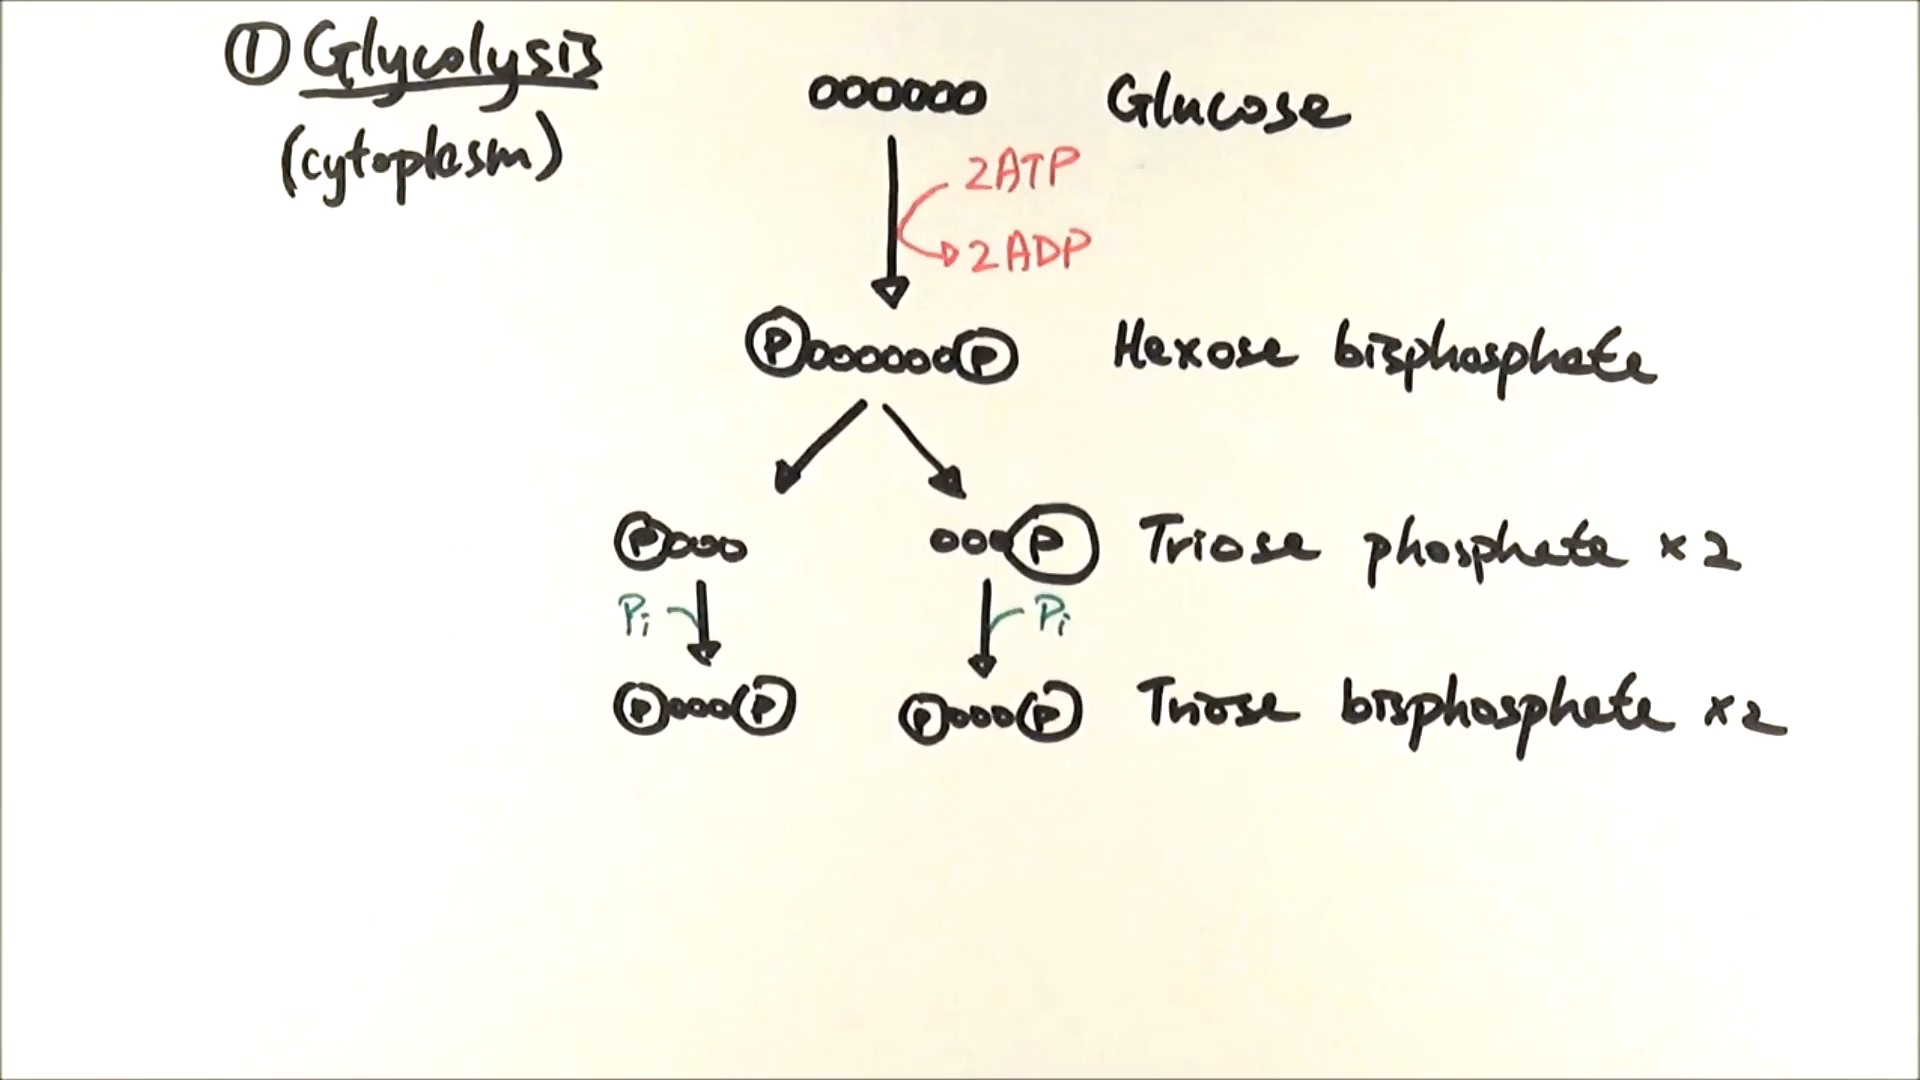 ① Glycolysis
(cytoplasm)
Glucose
2ATP
2ADP
P P Hexose bisphosphate
P P Triose phosphate x2
Pi Pi
P P P P Triose bisphosphate x2